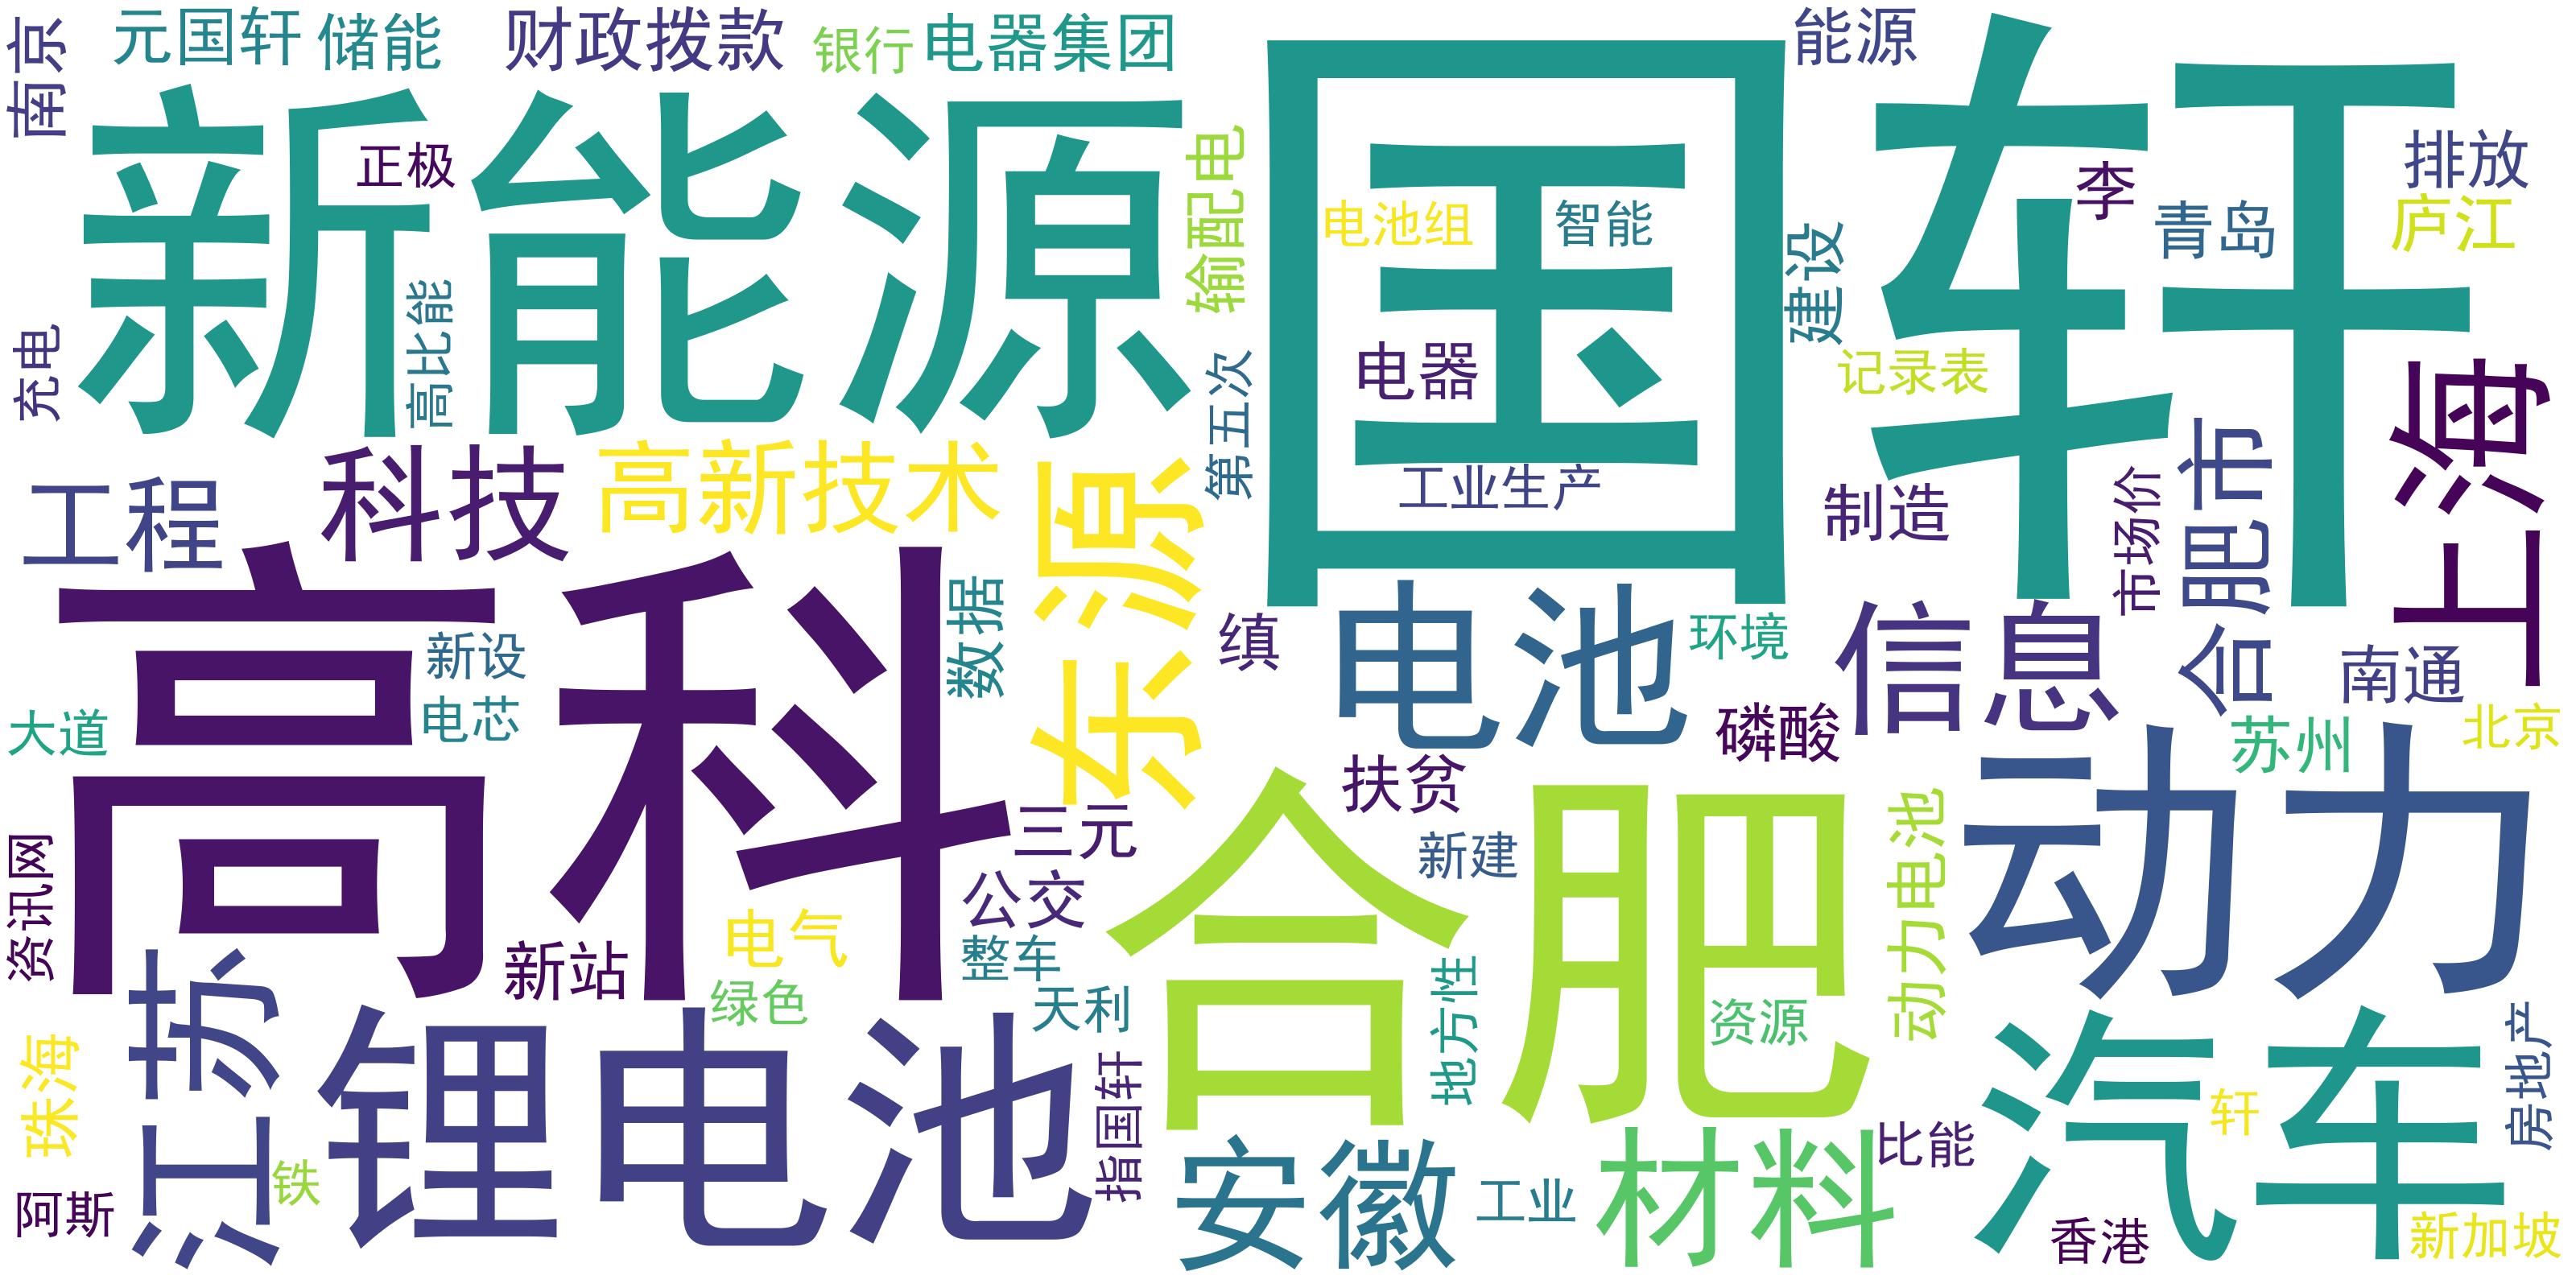 南京
元国轩
储能
财政拨款
银行
电器集团
国轩
能源
新能源
正极
输配电
电池组
智能
建设
李
排放
青岛
庐江
充电
高比能
第五次
电器
记录表
上海
工程
科技
高新技术
东源
工业生产
制造
市场价
合肥市
高科
新设
电芯
数据
缜
电池
环境
信息
南通
大道
磷酸
苏州
北京
扶贫
动力
三元
合肥
新建
动力电池
资讯网
公交
电气
新站
整车
江苏
绿色
天利
地方性
资源
汽车
房地产
珠海
锂电池
指国轩
轩
铁
阿斯
安徽
工业
材料
比能
香港
新加坡